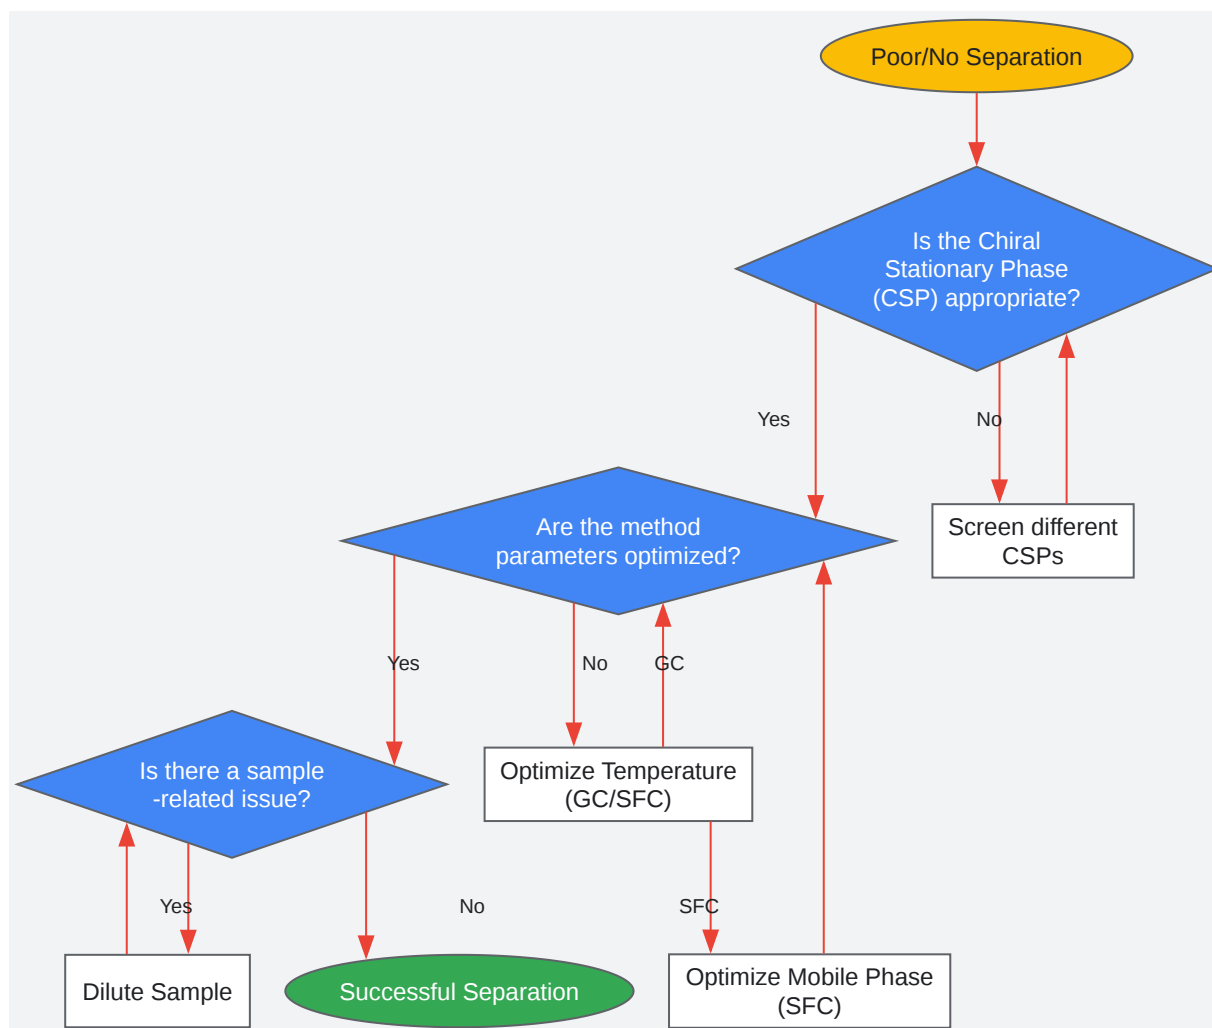 Poor/No Separation
Is the Chiral
Stationary Phase
(CSP) appropriate?
Yes
No
Screen different
CSPs
Are the method
parameters optimized?
Yes
No
GC
Is there a sample
-related issue?
Optimize Temperature
(GC/SFC)
Yes
No
SFC
Dilute Sample
Successful Separation
Optimize Mobile Phase
(SFC)